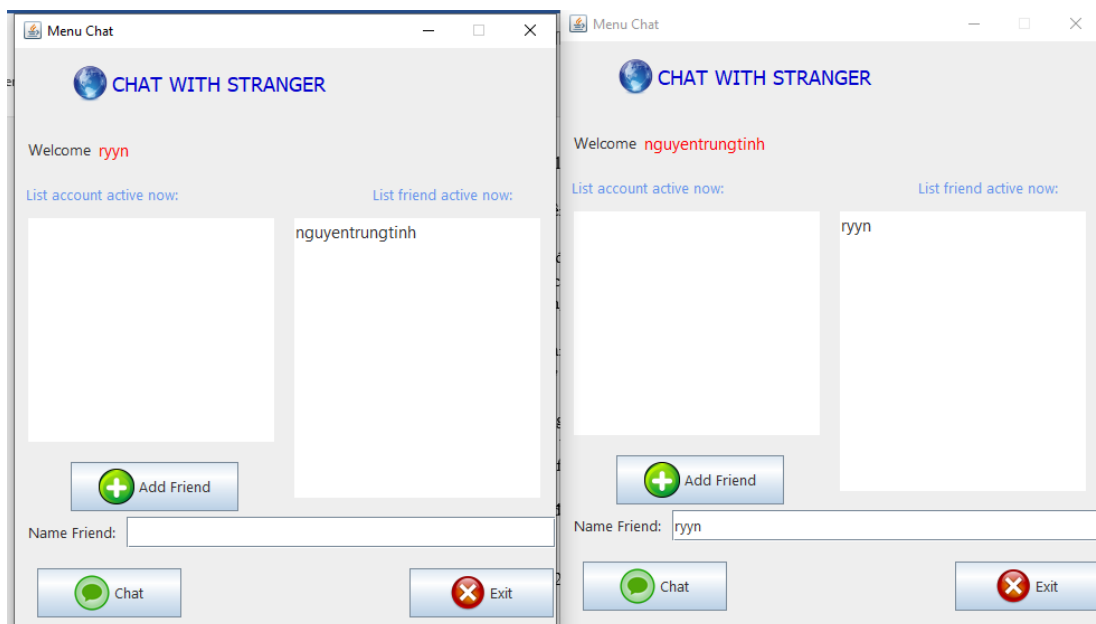 Menu Chat
CHAT WITH STRANGER
Welcome ryyn
List account active now:
List friend active now:
nguyentrungtinh
Add Friend
Name Friend:
Chat
Exit
Menu Chat
CHAT WITH STRANGER
Welcome nguyentrungtinh
List account active now:
List friend active now:
ryyn
Add Friend
Name Friend: ryyn
Chat
Exit